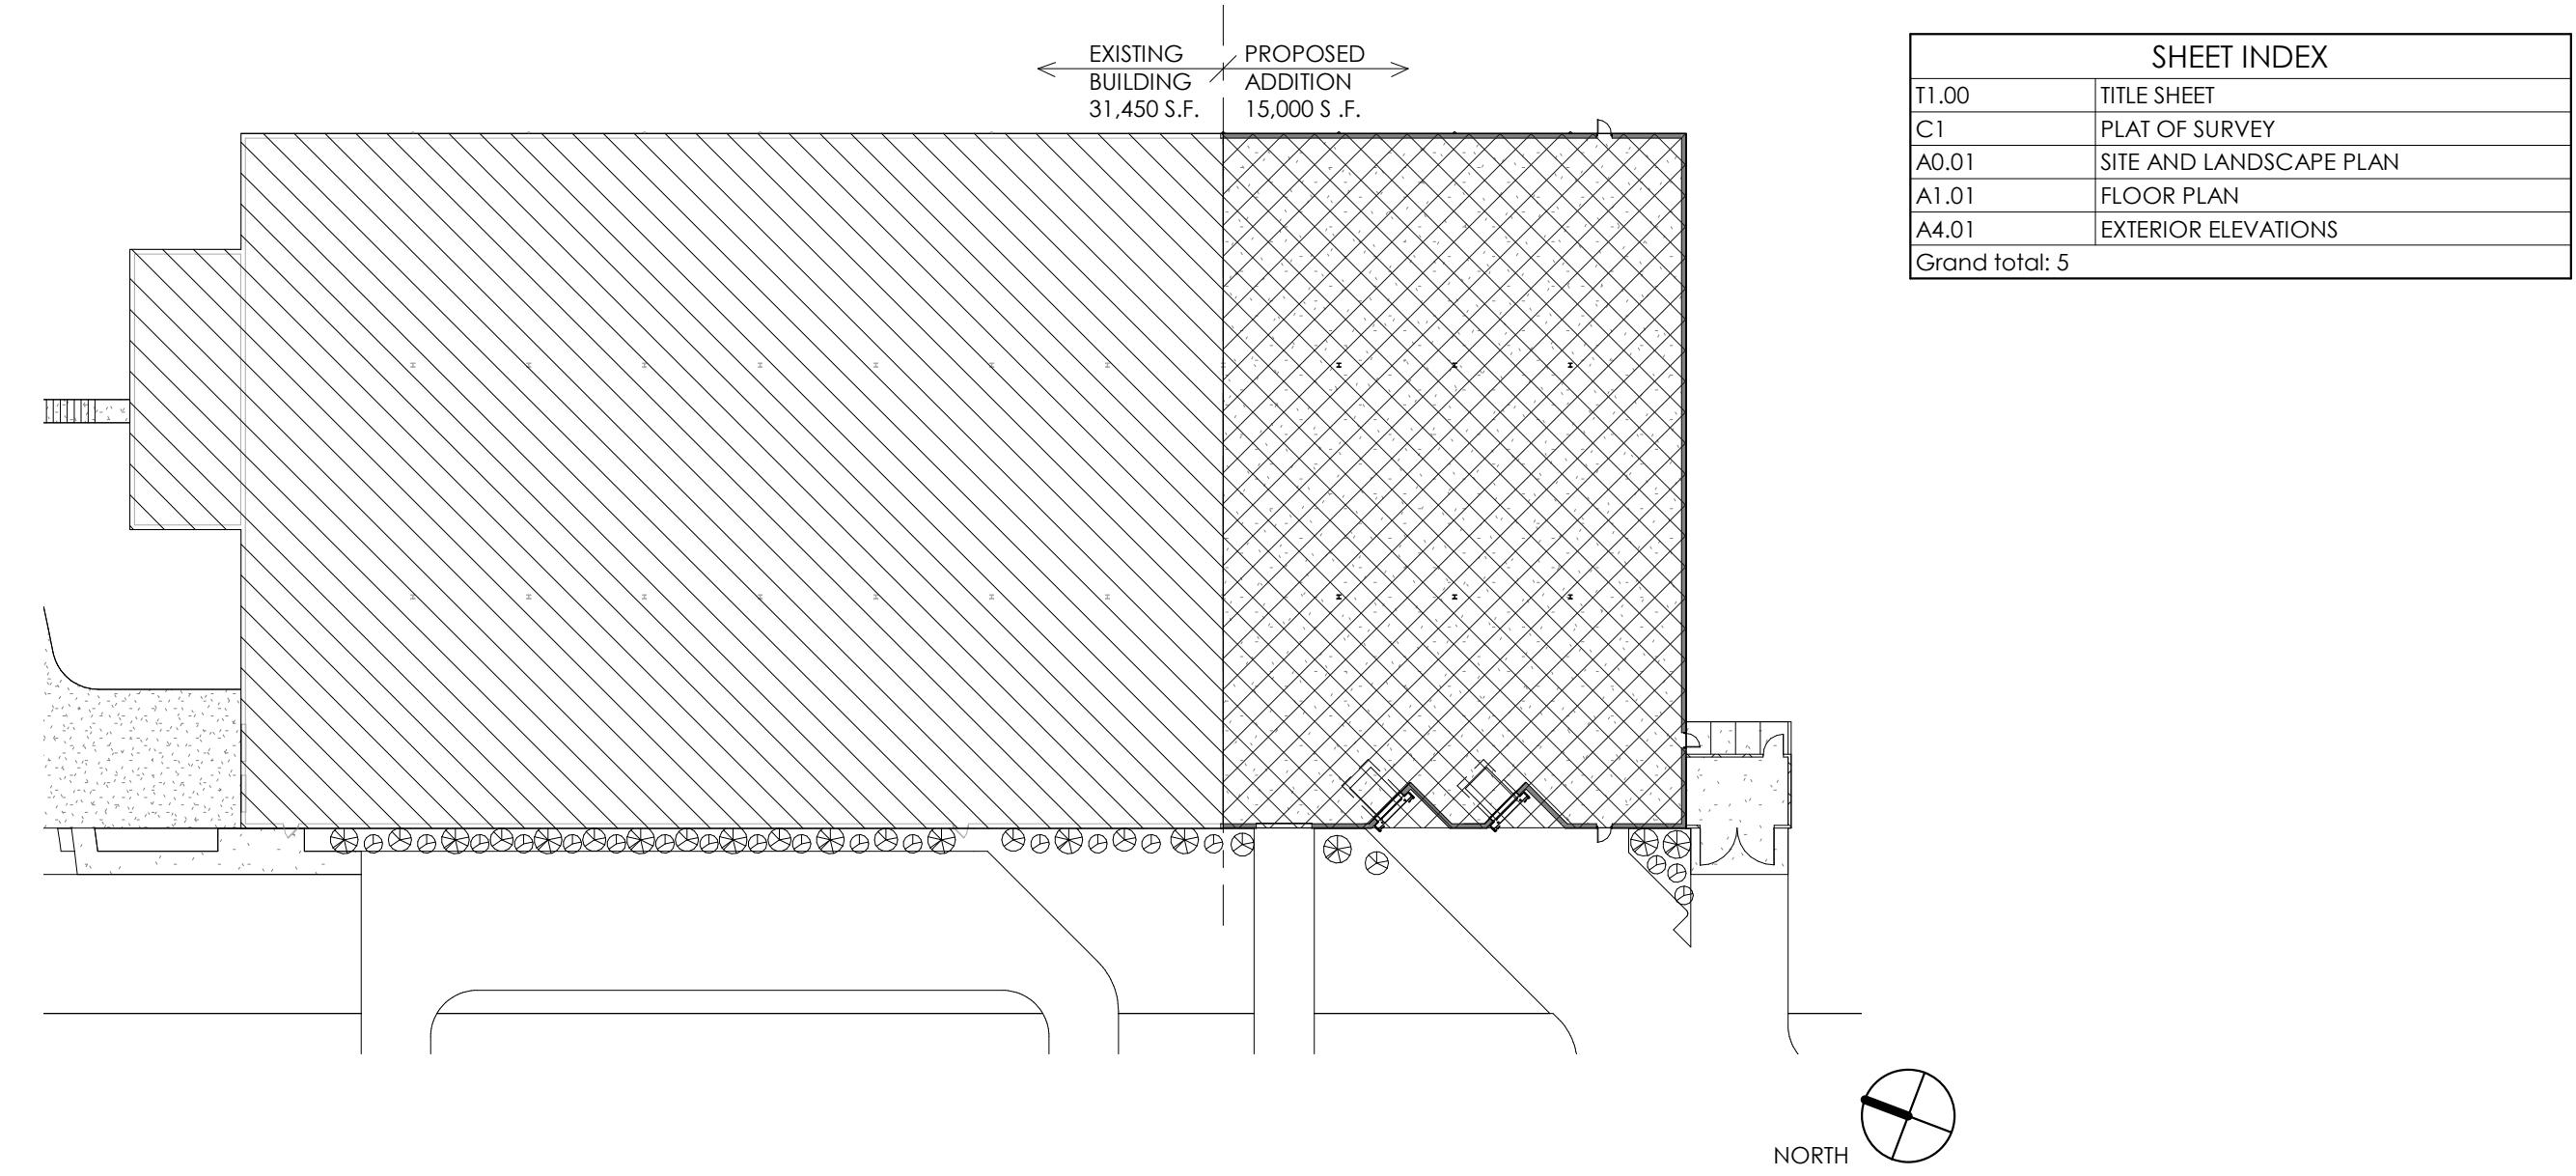 EXISTING
BUILDING
31,450 S.F.
PROPOSED
ADDITION
15,000 S .F.
SHEET INDEX
T1.00 TITLE SHEET
C1 PLAT OF SURVEY
A0.01 SITE AND LANDSCAPE PLAN
A1.01 FLOOR PLAN
A4.01 EXTERIOR ELEVATIONS
Grand total: 5
NORTH